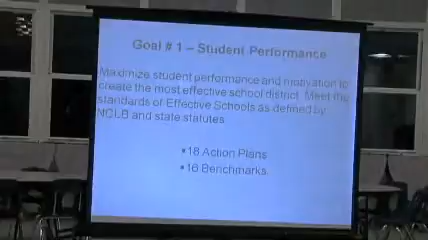 Goal # 1 – Student Performance
Maximize student performance and motivation to
create the most effective school district. Meet the
standards of Effective Schools as defined by
NCLB and state statutes
•18 Action Plans
•16 Benchmarks